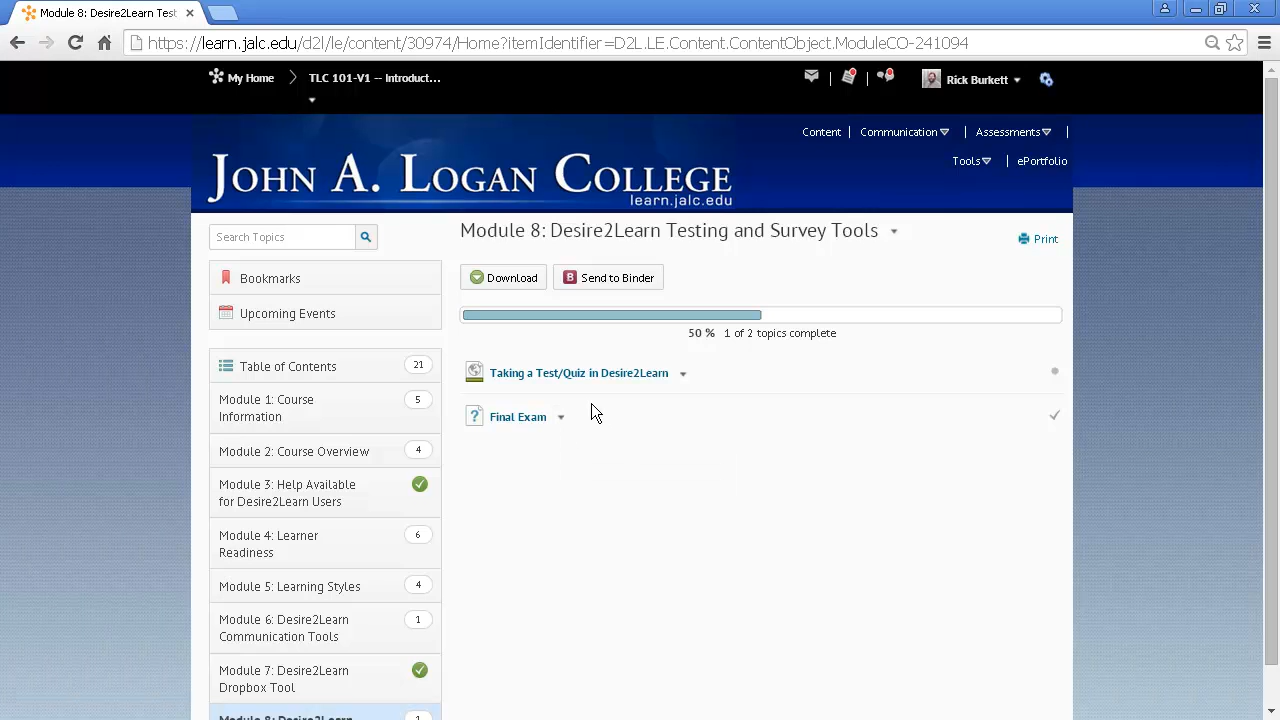 Module 8: Desire2Learn Test
https://learn.jalc.edu/d2l/le/content/30974/Home?itemIdentifier=D2L.LE.Content.ContentObject.ModuleCO-241094
My Home
TLC 101-V1 -- Introduct...
Rick Burkett
Content
Communication
Assessments
Tools
ePortfolio
JOHN A. LOGAN COLLEGE
learn.jalc.edu
Search Topics
Module 8: Desire2Learn Testing and Survey Tools
Print
Bookmarks
Upcoming Events
Download
B Send to Binder
50 % 1 of 2 topics complete
Table of Contents 21
Module 1: Course 5
Information
Module 2: Course Overview 4
Module 3: Help Available
for Desire2Learn Users
Module 4: Learner 6
Readiness
Module 5: Learning Styles 4
Module 6: Desire2Learn 1
Communication Tools
Module 7: Desire2Learn
Dropbox Tool
Module 8: Desire2Learn 1
Taking a Test/Quiz in Desire2Learn
? Final Exam